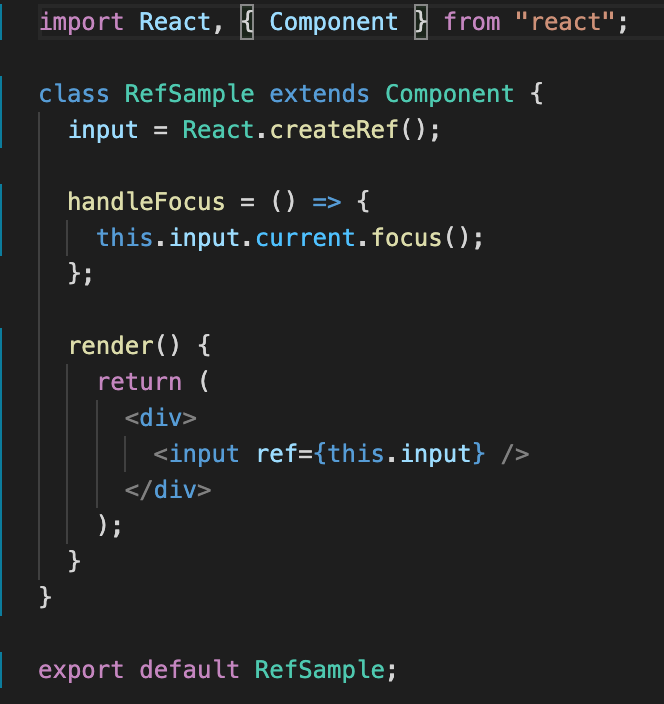 import React, { Component } from "react";
class RefSample extends Component {
  input = React.createRef();
  handleFocus = () => {
    this.input.current.focus();
  };
  render() {
    return (
      <div>
        <input ref={this.input} />
      </div>
    );
  }
}
export default RefSample;